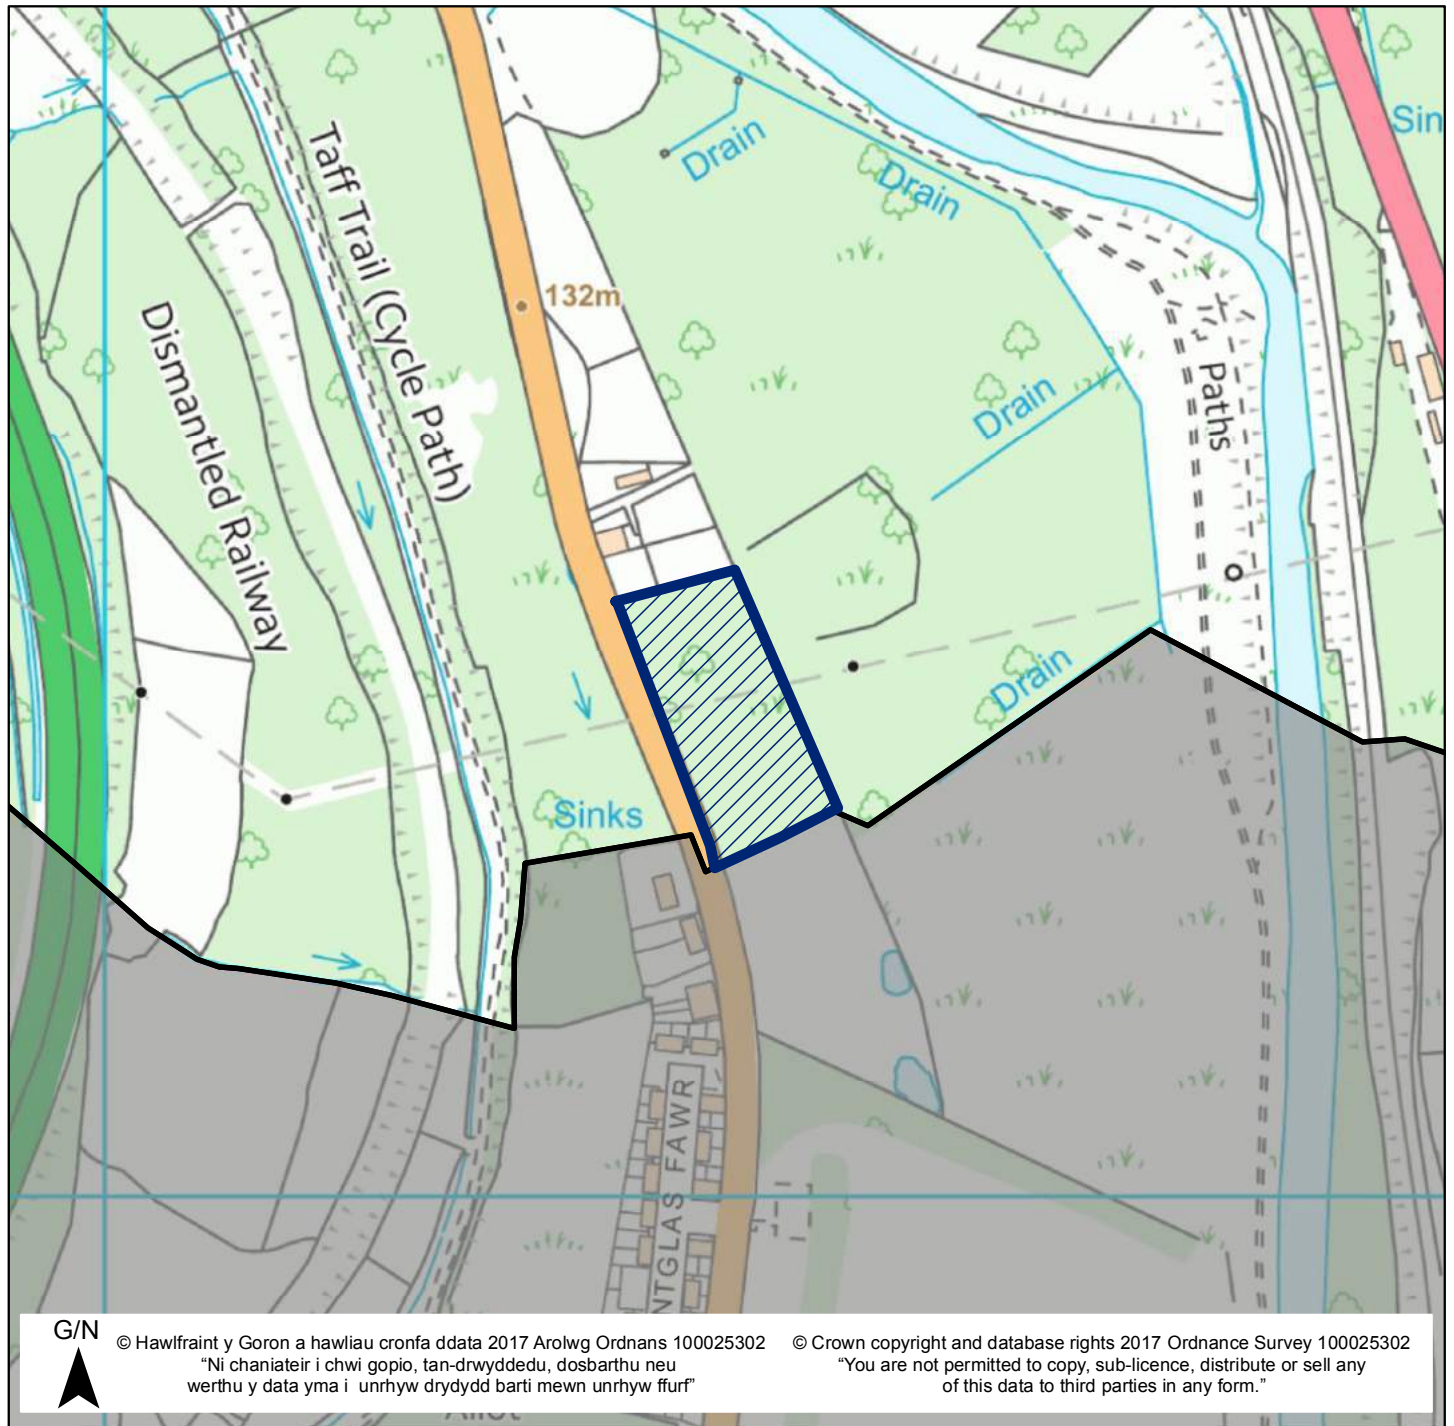 Taff Trail (Cycle Path)
Drain
Drain
Sin
132m
Dismantled Railway
Drain
Paths
Drain
Sinks
NTGLAS FAWR
G/N
© Hawlfraint y Goron a hawliau cronfa ddata 2017 Arolwg Ordnans 100025302
“Ni chaniateir i chwi gopio, tan-drwyddedu, dosbarthu neu
werthu y data yma i unrhyw drydydd barti mewn unrhyw ffurf”
© Crown copyright and database rights 2017 Ordnance Survey 100025302
“You are not permitted to copy, sub-licence, distribute or sell any
of this data to third parties in any form.”